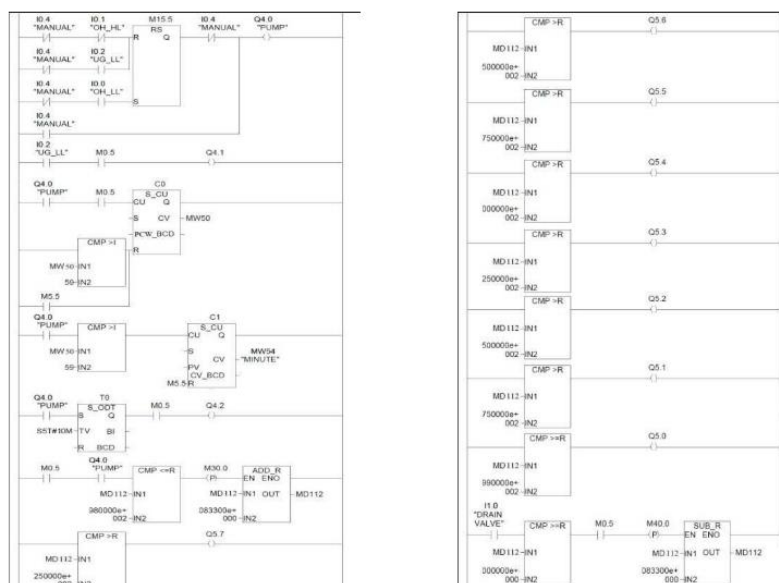 I0.4 I0.1 M15.5 I0.4 Q4.0
"MANUAL" "OH_HL" RS "MANUAL" "PUMP"
R Q
I0.4 I0.2
"MANUAL" "UG_LL"
I0.4 I0.0
"MANUAL" "OH_LL"
S
I0.4
"MANUAL"
I0.2
"UG_LL" M0.5 Q4.1
Q4.0 C0
"PUMP" M0.5 S_CU
CU Q
S CV MW50
PCW_BCD
CMP >I R
MW50 IN1
59 IN2
M5.5
Q4.0 C1
"PUMP" CMP >I S_CU
CU Q
MW50 IN1 S MW54
CV "MINUTE"
59 IN2 PV
CV_BCD
M5.5 R
Q4.0 T0
"PUMP" S_ODT M0.5 Q4.2
S Q
S5T#10M TV BI
R BCD
Q4.0
M0.5 "PUMP" CMP <=R M30.0 ADD_R
(P) EN ENO
MD112 IN1 MD112 IN1 OUT MD112
980000e+ 083300e+
002 IN2 000 IN2
CMP >R Q5.7
MD112 IN1
250000e+
IN2
CMP >R Q5.6
MD112 IN1
500000e+
002 IN2
CMP >R Q5.5
MD112 IN1
750000e+
002 IN2
CMP >R Q5.4
MD112 IN1
000000e+
002 IN2
CMP >R Q5.3
MD112 IN1
250000e+
002 IN2
CMP >R Q5.2
MD112 IN1
500000e+
002 IN2
CMP >R Q5.1
MD112 IN1
750000e+
002 IN2
CMP >=R Q5.0
MD112 IN1
990000e+
002 IN2
I1.0
"DRAIN
VALVE" CMP >=R M0.5 M40.0 SUB_R
(P) EN ENO
MD112 IN1 MD112 IN1 OUT MD112
000000e+ 083300e+
000 IN2 000 IN2